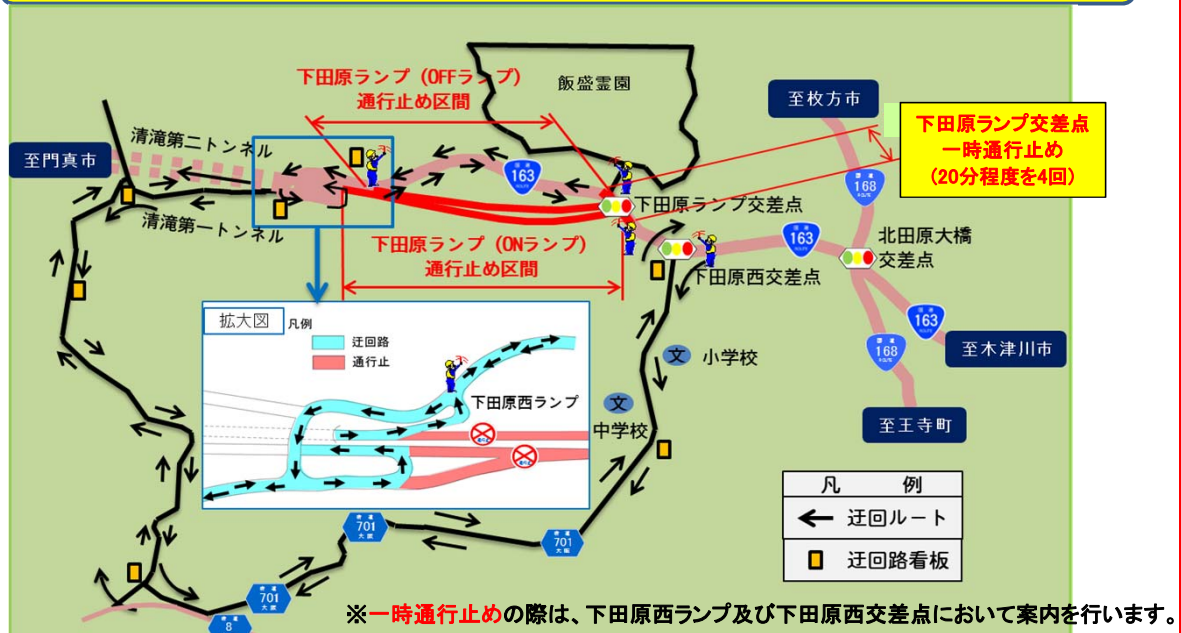 下田原ランプ（OFFランプ）
通行止め区間
飯盛霊園
至枚方市
下田原ランプ交差点
一時通行止め
(20分程度を4回)
清滝第二トンネル
至門真市
163
168
下田原ランプ交差点
清滝第一トンネル
下田原ランプ（ONランプ）
通行止め区間
163
北田原大橋
交差点
下田原西交差点
拡大図
凡例
迂回路
通行止
下田原西ランプ
文 小学校
文
中学校
163
168
至木津川市
至王寺町
凡 例
迂回ルート
迂回路看板
701
大阪
701
大阪
701
大阪
8
※一時通行止めの際は、下田原西ランプ及び下田原西交差点において案内を行います。